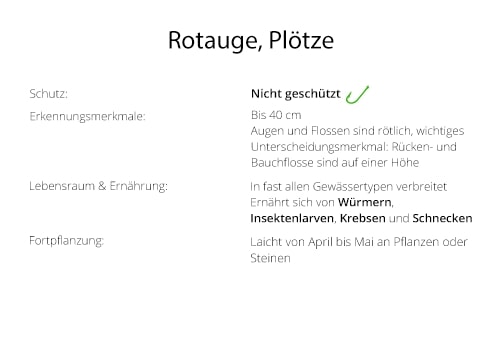 Rotauge, Plötze
Schutz:
Nicht geschützt
Erkennungsmerkmale:
Bis 40 cm
Augen und Flossen sind rötlich, wichtiges
Unterscheidungsmerkmal: Rücken- und
Bauchflosse sind auf einer Höhe
Lebensraum & Ernährung:
In fast allen Gewässertypen verbreitet
Ernährt sich von Würmern,
Insektenlarven, Krebsen und Schnecken
Fortpflanzung:
Laicht von April bis Mai an Pflanzen oder
Steinen